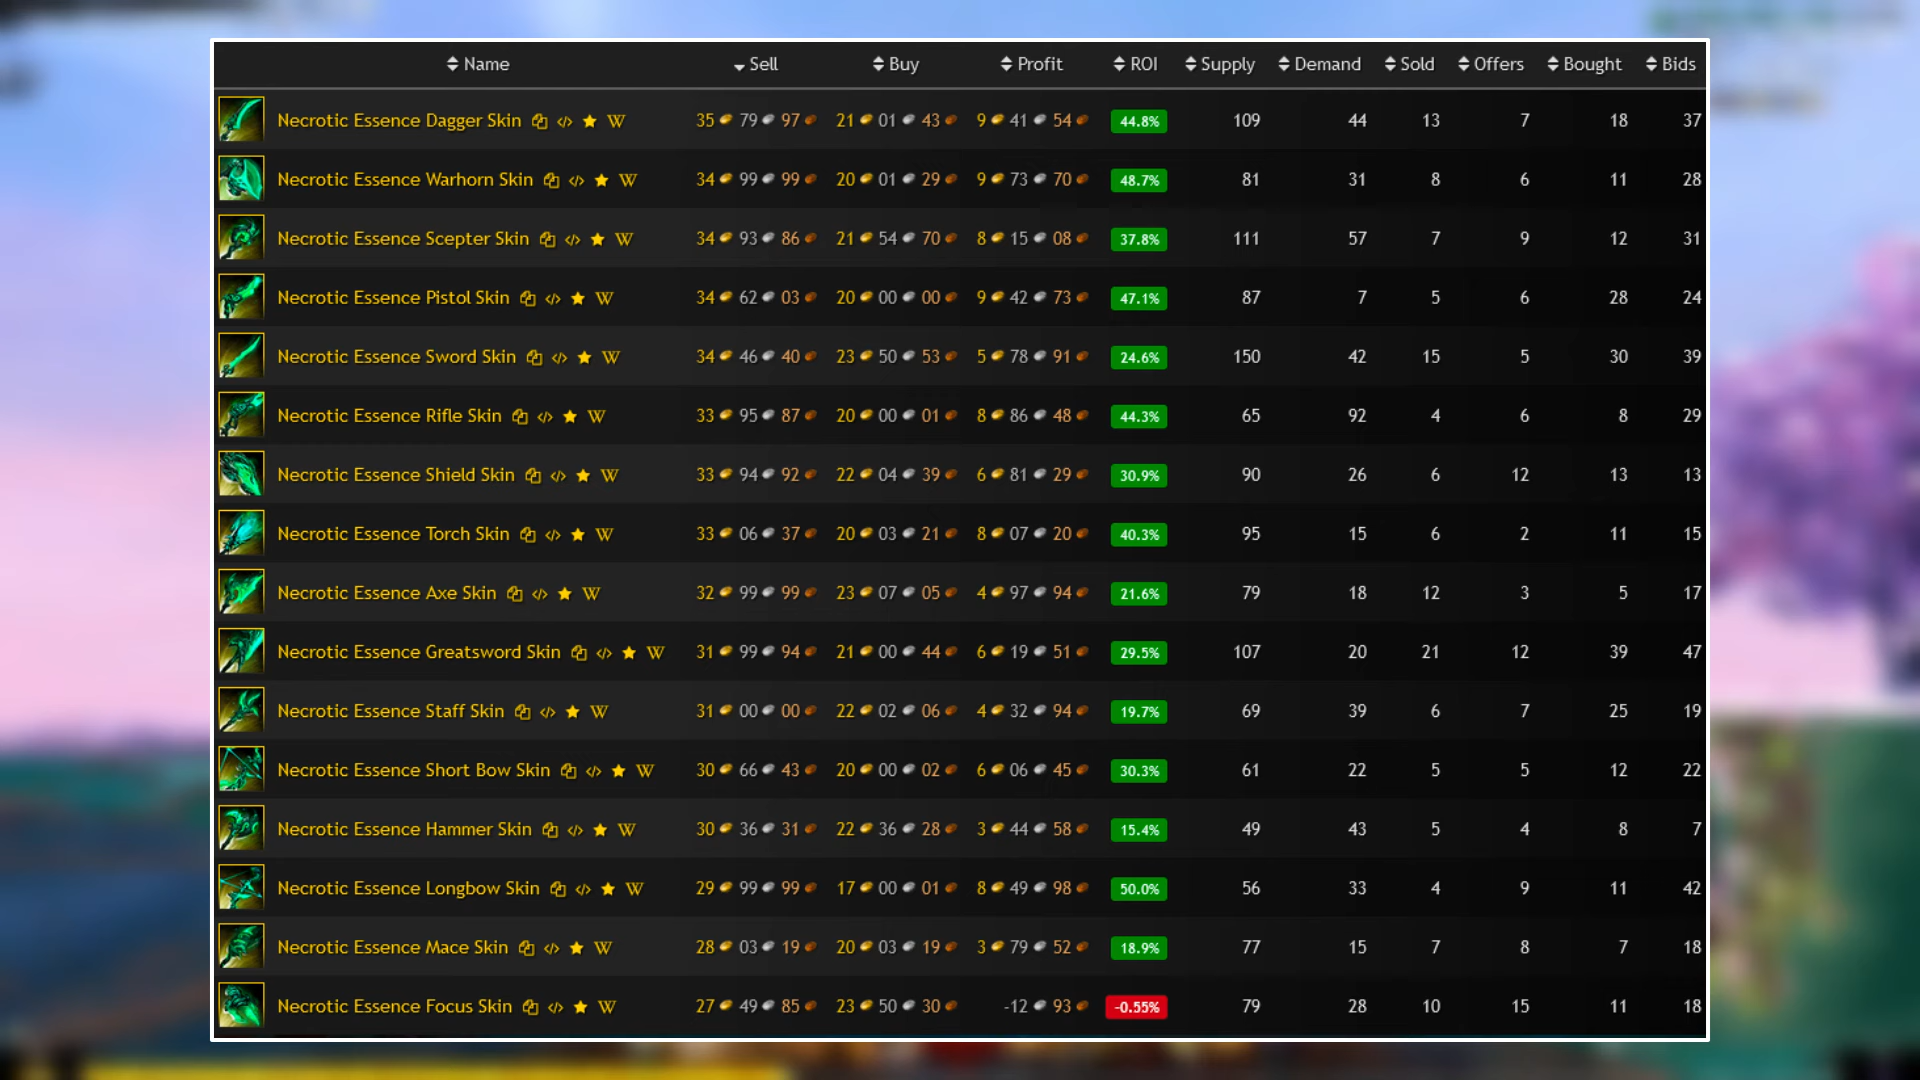 Name Sell Buy Profit ROI Supply Demand Sold Offers Bought Bids
Necrotic Essence Dagger Skin W 35 79 97 21 01 43 9 41 54 44.8% 109 44 13 7 18 37
Necrotic Essence Warhorn Skin W 34 99 99 20 01 29 9 73 70 48.7% 81 31 8 6 11 28
Necrotic Essence Scepter Skin W 34 93 86 21 54 70 8 15 08 37.8% 111 57 7 9 12 31
Necrotic Essence Pistol Skin W 34 62 03 20 00 00 9 42 73 47.1% 87 7 5 6 28 24
Necrotic Essence Sword Skin W 34 46 40 23 50 53 5 78 91 24.6% 150 42 15 5 30 39
Necrotic Essence Rifle Skin W 33 95 87 20 00 01 8 86 48 44.3% 65 92 4 6 8 29
Necrotic Essence Shield Skin W 33 94 92 22 04 39 6 81 29 30.9% 90 26 6 12 13 13
Necrotic Essence Torch Skin W 33 06 37 20 03 21 8 07 20 40.3% 95 15 6 2 11 15
Necrotic Essence Axe Skin W 32 99 99 23 07 05 4 97 94 21.6% 79 18 12 3 5 17
Necrotic Essence Greatsword Skin W 31 99 94 21 00 44 6 19 51 29.5% 107 20 21 12 39 47
Necrotic Essence Staff Skin W 31 00 00 22 02 06 4 32 94 19.7% 69 39 6 7 25 19
Necrotic Essence Short Bow Skin W 30 66 43 20 00 02 6 06 45 30.3% 61 22 5 5 12 22
Necrotic Essence Hammer Skin W 30 36 31 22 36 28 3 44 58 15.4% 49 43 5 4 8 7
Necrotic Essence Longbow Skin W 29 99 99 17 00 01 8 49 98 50.0% 56 33 4 9 11 42
Necrotic Essence Mace Skin W 28 03 19 20 03 19 3 79 52 18.9% 77 15 7 8 7 18
Necrotic Essence Focus Skin W 27 49 85 23 50 30 -12 93 -0.55% 79 28 10 15 11 18